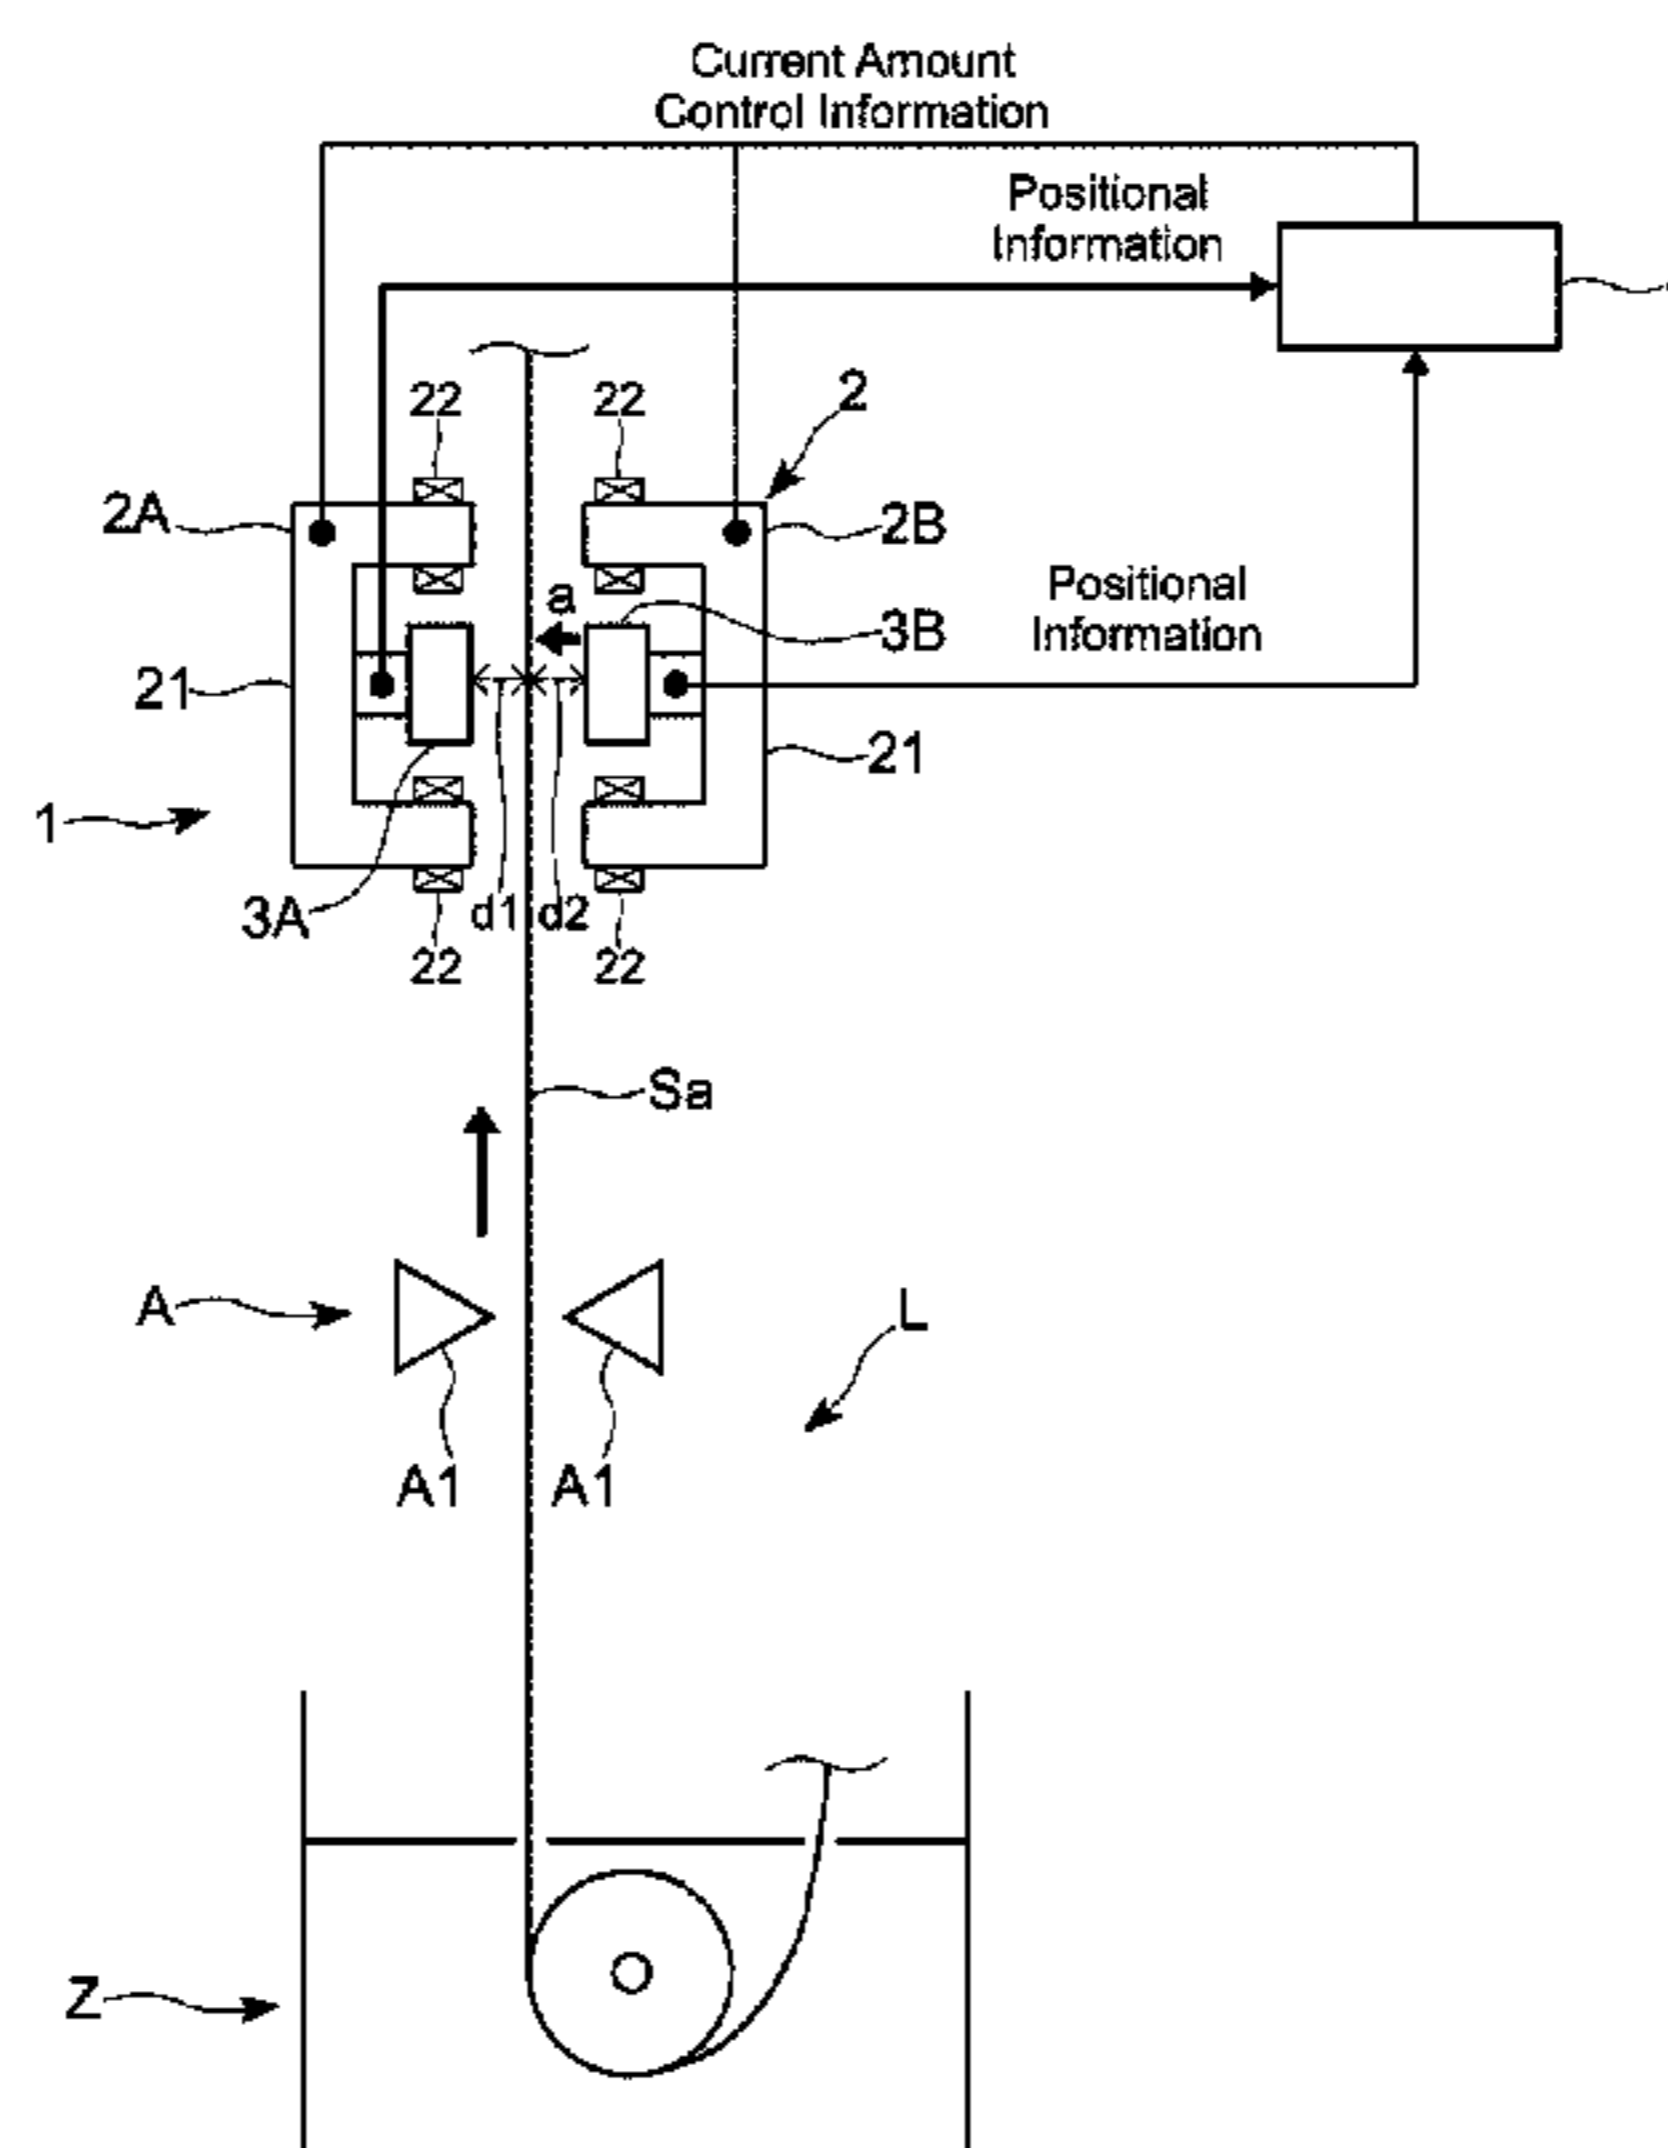 Current Amount
Control Information
Positional
Information
22
22
2
2A
2B
a
Positional
Information
3B
21
21
1
3A
d1
d2
22
22
Sa
A
L
A1
A1
Z